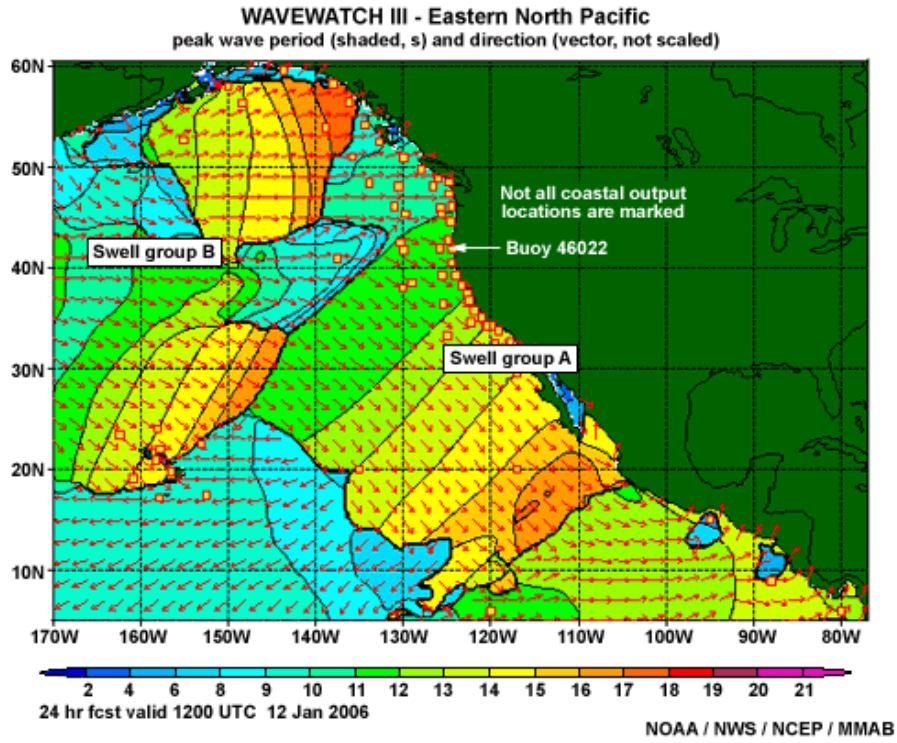 WAVEWATCH III - Eastern North Pacific
peak wave period (shaded, s) and direction (vector, not scaled)
60N
50N
40N
30N
20N
10N
Not all coastal output
locations are marked
Buoy 46022
Swell group B
Swell group A
170W 160W 150W 140W 130W 120W 110W 100W 90W 80W
2 4 6 8 9 10 11 12 13 14 15 16 17 18 19 20 21
24 hr fcst valid 1200 UTC 12 Jan 2006
NOAA / NWS / NCEP / MMAB